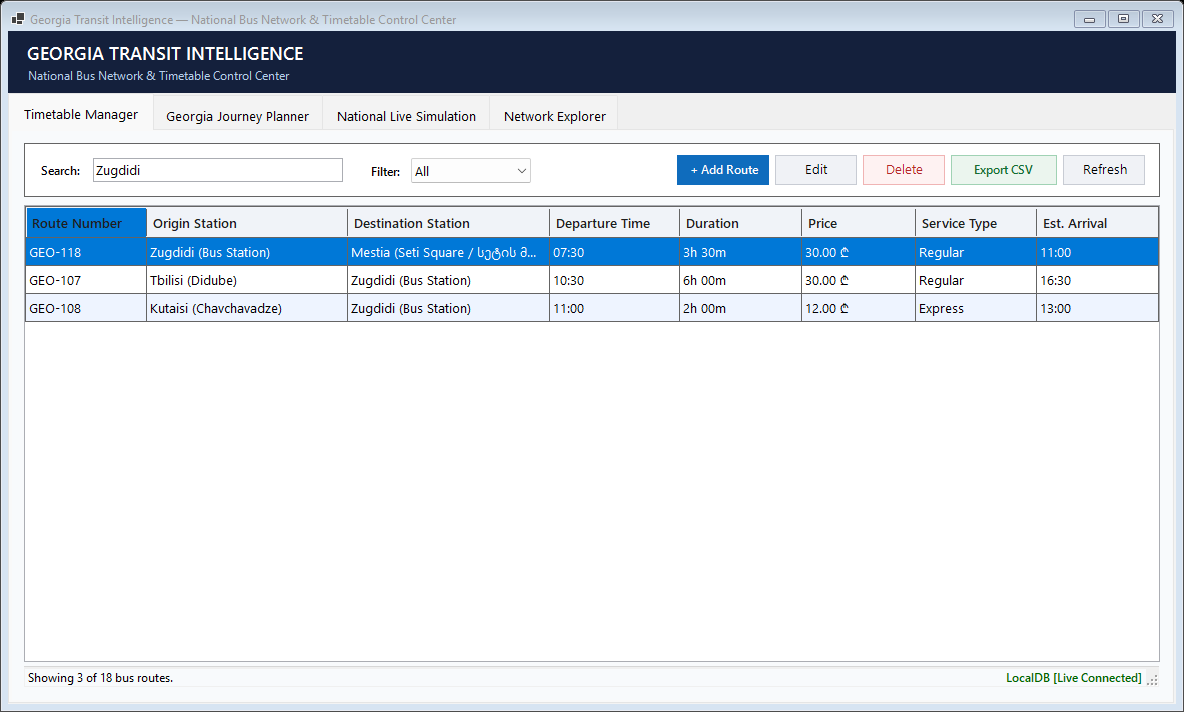 Georgia Transit Intelligence — National Bus Network & Timetable Control Center
GEORGIA TRANSIT INTELLIGENCE
National Bus Network & Timetable Control Center
Timetable Manager Georgia Journey Planner National Live Simulation Network Explorer
Search: Zugdidi Filter: All + Add Route Edit Delete Export CSV Refresh
Route Number Origin Station Destination Station Departure Time Duration Price Service Type Est. Arrival
GEO-118 Zugdidi (Bus Station) Mestia (Seti Square / სეტის მ... 07:30 3h 30m 30.00 ₾ Regular 11:00
GEO-107 Tbilisi (Didube) Zugdidi (Bus Station) 10:30 6h 00m 30.00 ₾ Regular 16:30
GEO-108 Kutaisi (Chavchavadze) Zugdidi (Bus Station) 11:00 2h 00m 12.00 ₾ Express 13:00
Showing 3 of 18 bus routes. LocalDB [Live Connected]